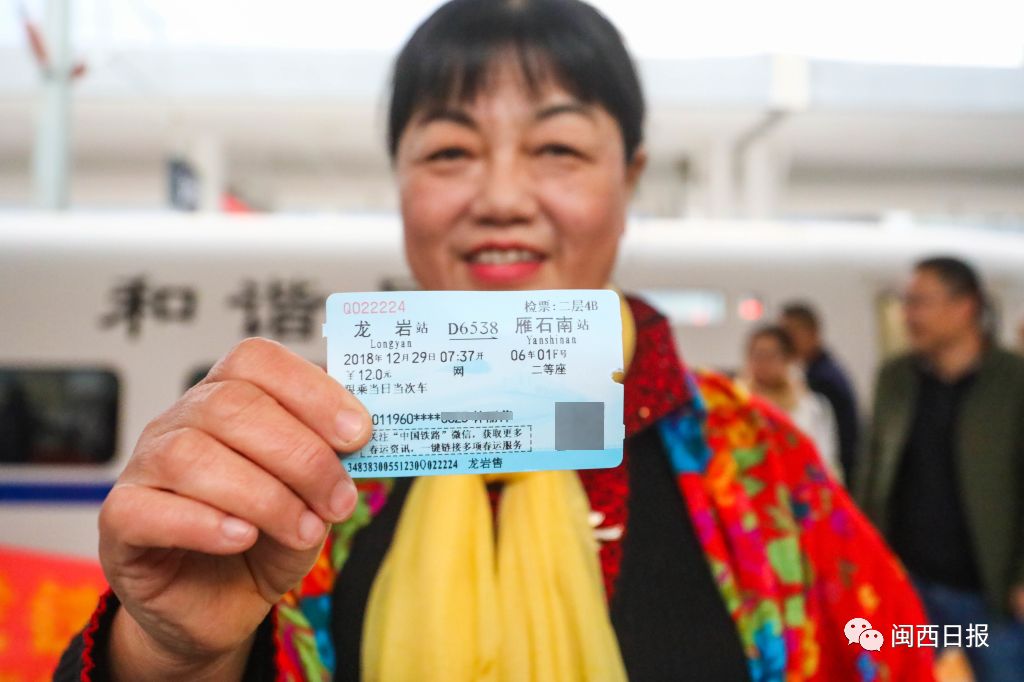 和谐
Q022224 检票:二层4B
龙岩站 D6538 雁石南站
Longyan Yanshinan
2018年12月29日07:37开 06车01F号
￥12.0元 网 二等座
限乘当日当次车
011960****
关注“中国铁路”微信，获取更多
春运资讯，一键链接多项春运服务
34838300551230Q022224 龙岩售
闽西日报